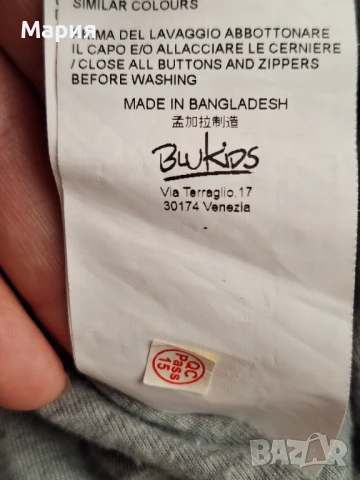 SIMILAR COLOURS
Мария
PRIMA DEL LAVAGGIO ABBOTTONARE
IL CAPO E/O ALLACCIARE LE CERNIERE
/ CLOSE ALL BUTTONS AND ZIPPERS
BEFORE WASHING
MADE IN BANGLADESH
孟加拉制造
BLUKIDS
Via Terraglio,17
30174 Venezia
QC
Pass
15
BAZAR